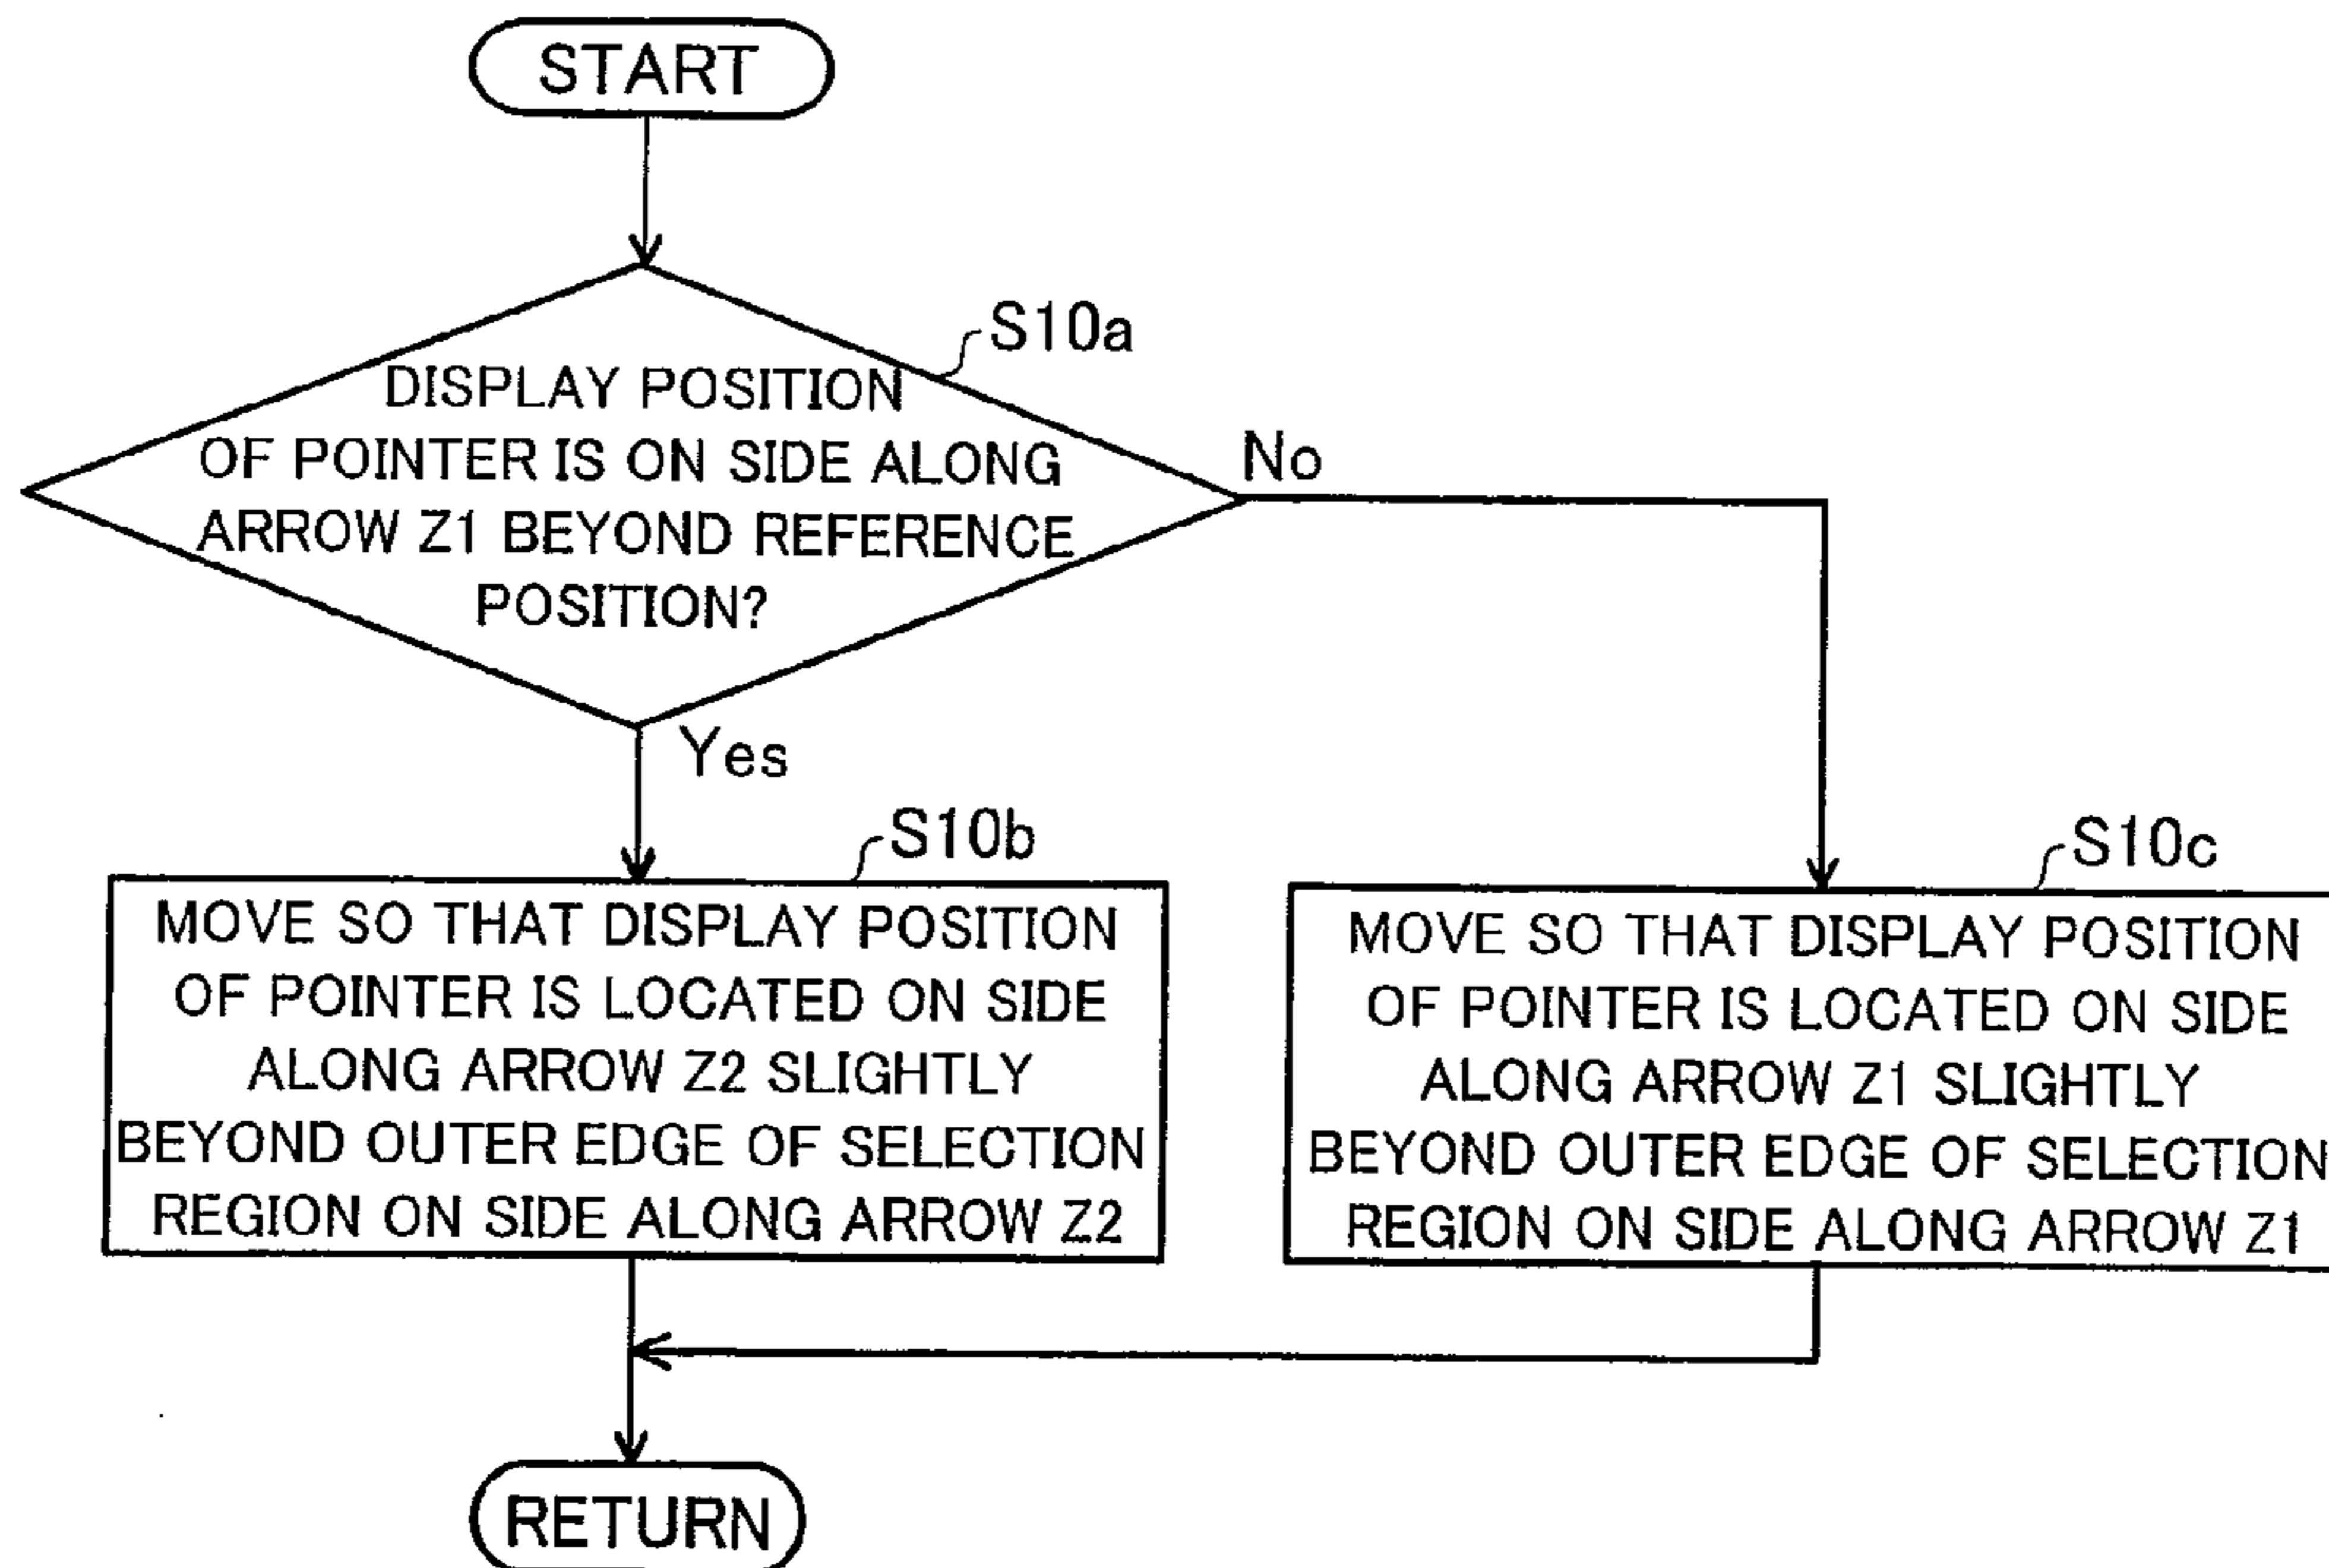 START
S10a
DISPLAY POSITION
OF POINTER IS ON SIDE ALONG
ARROW Z1 BEYOND REFERENCE
POSITION?
No
Yes
S10b
MOVE SO THAT DISPLAY POSITION
OF POINTER IS LOCATED ON SIDE
ALONG ARROW Z2 SLIGHTLY
BEYOND OUTER EDGE OF SELECTION
REGION ON SIDE ALONG ARROW Z2
S10c
MOVE SO THAT DISPLAY POSITION
OF POINTER IS LOCATED ON SIDE
ALONG ARROW Z1 SLIGHTLY
BEYOND OUTER EDGE OF SELECTION
REGION ON SIDE ALONG ARROW Z1
RETURN